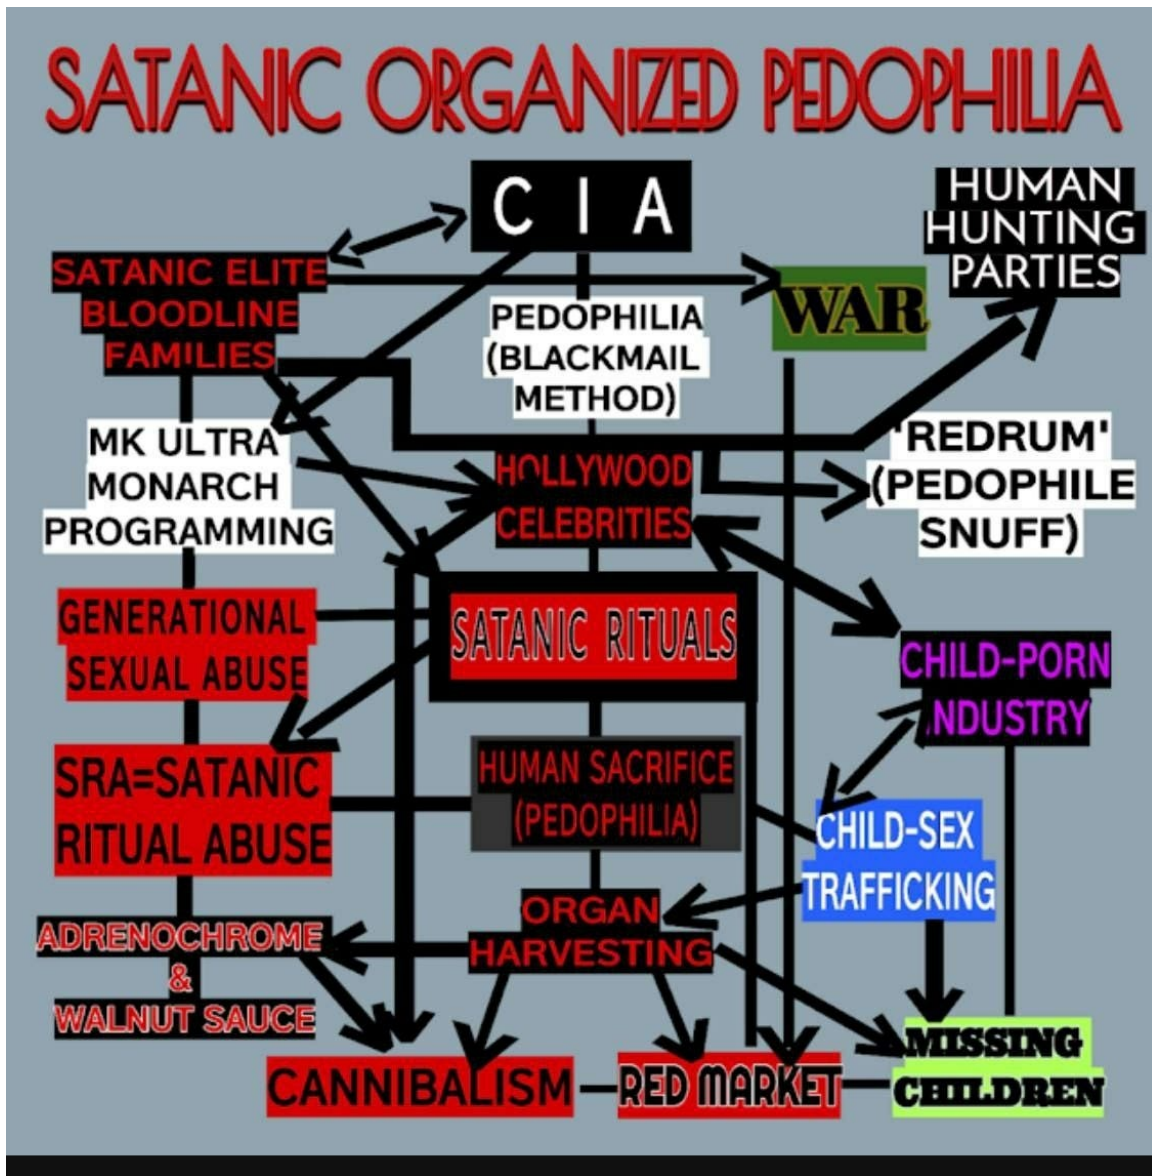 SATANIC ORGANIZED PEDOPHILIA
CIA
HUMAN
HUNTING
PARTIES
SATANIC ELITE
BLOODLINE
FAMILIES
WAR
PEDOPHILIA
(BLACKMAIL
METHOD)
MK ULTRA
MONARCH
PROGRAMMING
HOLLYWOOD
CELEBRITIES
'REDRUM'
(PEDOPHILE
SNUFF)
GENERATIONAL
SEXUAL ABUSE
SATANIC RITUALS
CHILD-PORN
INDUSTRY
SRA=SATANIC
RITUAL ABUSE
HUMAN SACRIFICE
(PEDOPHILIA)
CHILD-SEX
TRAFFICKING
ADRENOCHROME
&
WALNUT SAUCE
ORGAN
HARVESTING
CANNIBALISM
RED MARKET
MISSING
CHILDREN